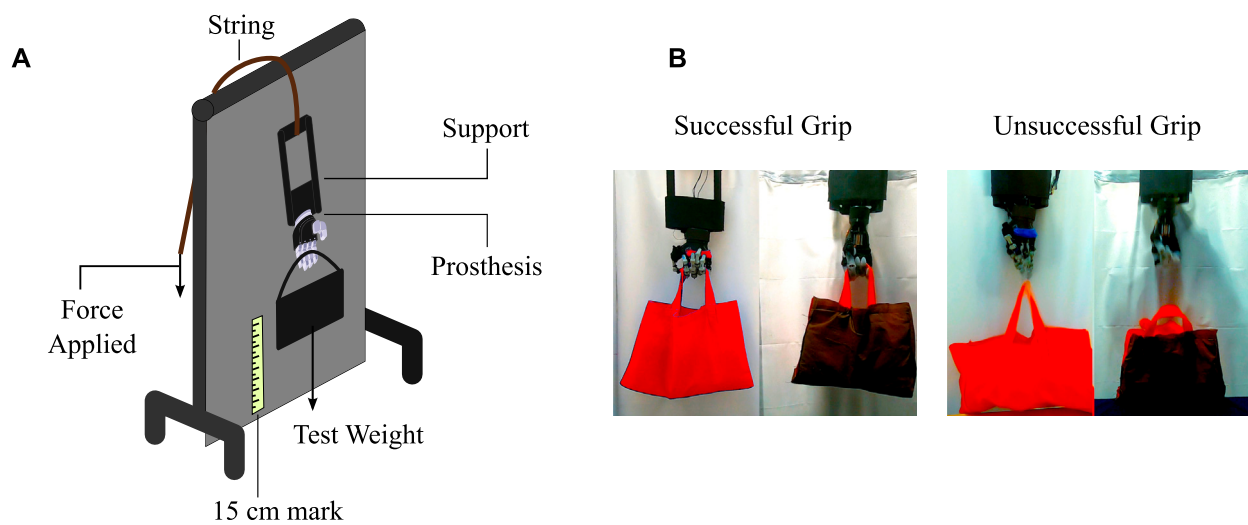 A
String
Support
Prosthesis
Force
Applied
Test Weight
15 cm mark
B
Successful Grip
Unsuccessful Grip